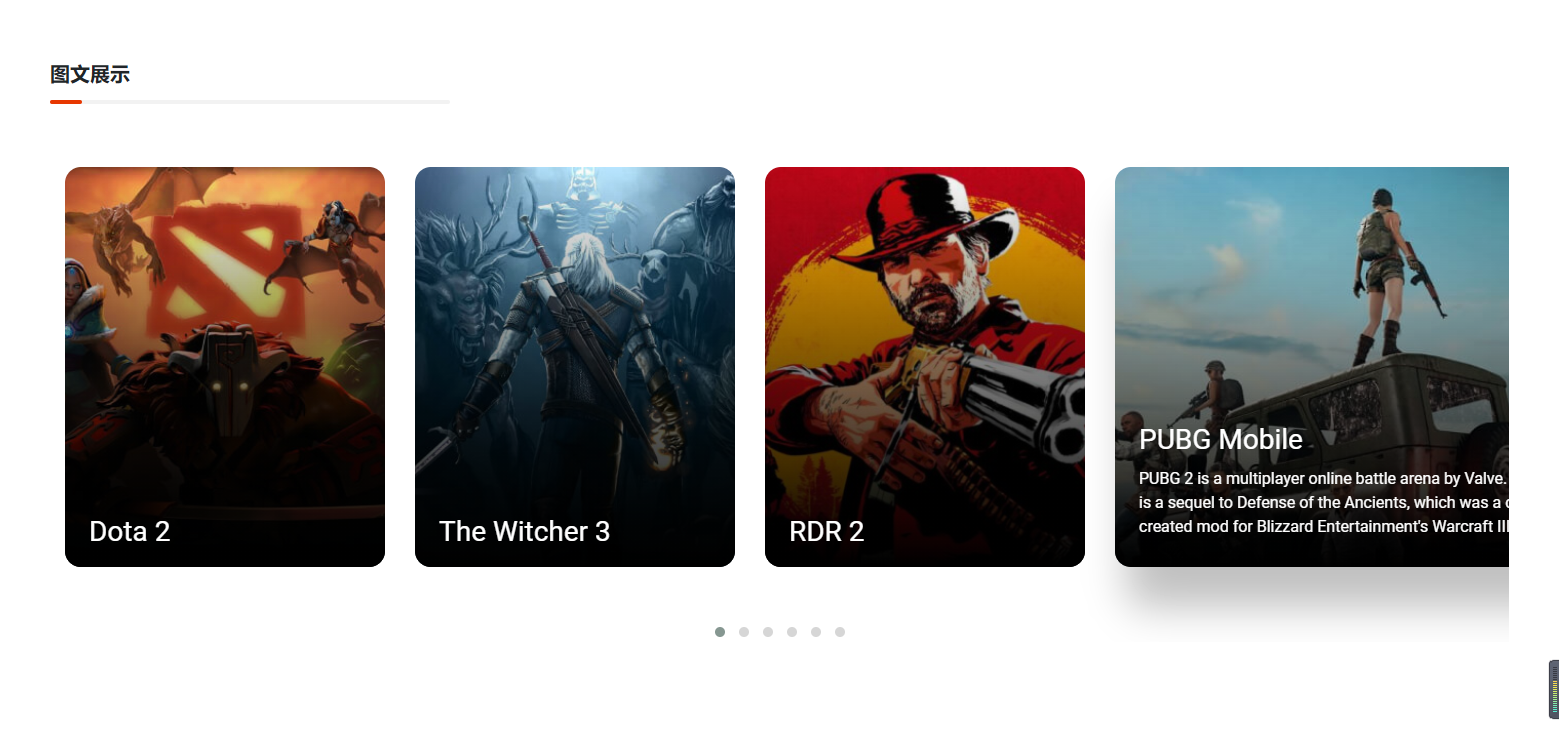 图文展示
Dota 2
The Witcher 3
RDR 2
PUBG Mobile
PUBG 2 is a multiplayer online battle arena by Valve.
is a sequel to Defense of the Ancients, which was a
created mod for Blizzard Entertainment's Warcraft III